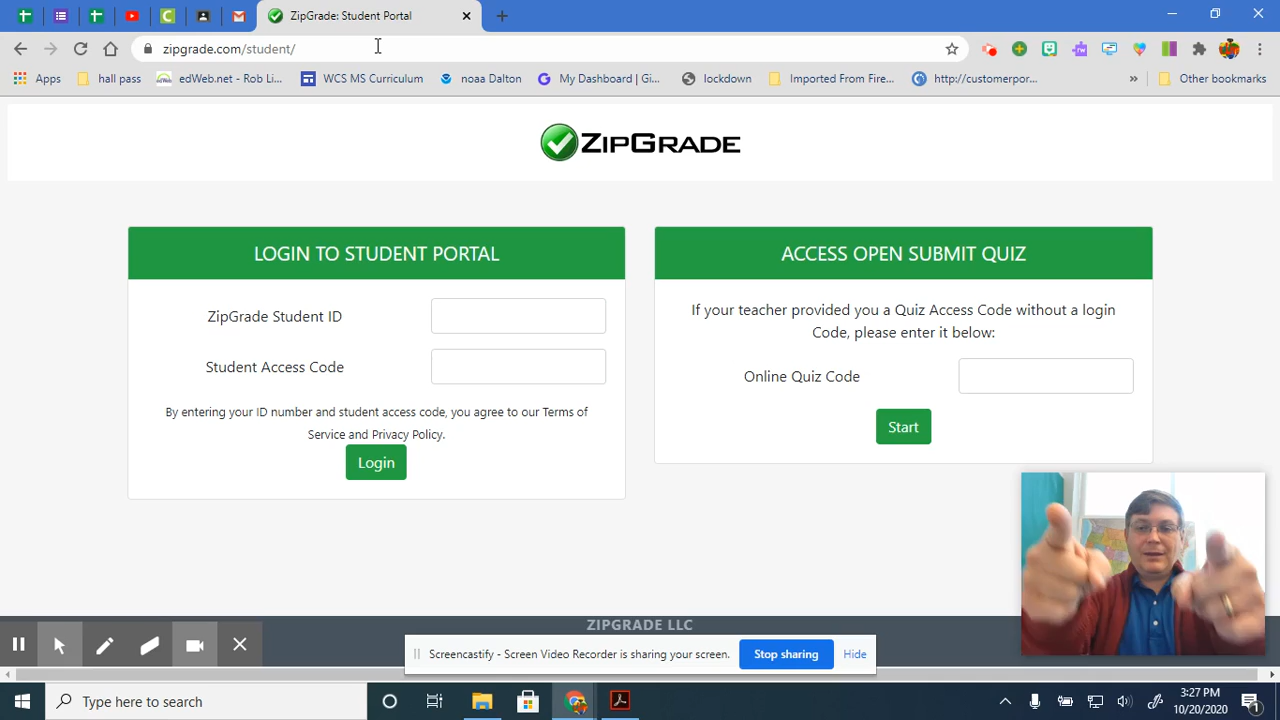 ZipGrade: Student Portal
zipgrade.com/student/
Apps hall pass edWeb.net - Rob Li... WCS MS Curriculum noaa Dalton My Dashboard | Gi... lockdown Imported From Fire... http://customerpor... » Other bookmarks
ZIPGRADE
LOGIN TO STUDENT PORTAL
ZipGrade Student ID
Student Access Code
By entering your ID number and student access code, you agree to our Terms of
Service and Privacy Policy.
Login
ACCESS OPEN SUBMIT QUIZ
If your teacher provided you a Quiz Access Code without a login
Code, please enter it below:
Online Quiz Code
Start
ZIPGRADE LLC
Screencastify - Screen Video Recorder is sharing your screen. Stop sharing Hide
Type here to search
3:27 PM
10/20/2020
1